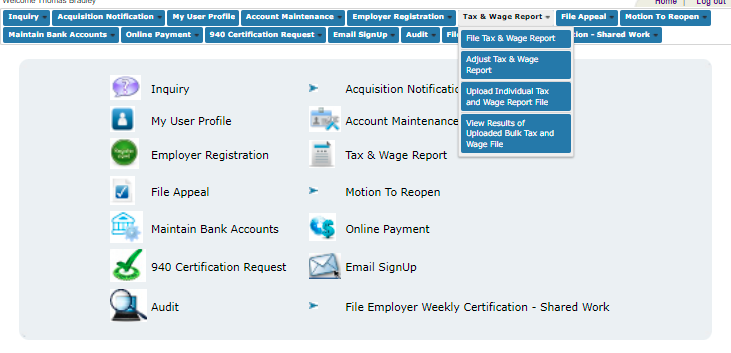 Welcome Thomas Bradley
Home | Log out
Inquiry Acquisition Notification My User Profile Account Maintenance Employer Registration Tax & Wage Report File Appeal Motion To Reopen
Maintain Bank Accounts Online Payment 940 Certification Request Email SignUp Audit File - Shared Work
File Tax & Wage Report
Adjust Tax & Wage
Report
Upload Individual Tax
and Wage Report File
View Results of
Uploaded Bulk Tax and
Wage File
Inquiry Acquisition Notificatio
My User Profile Account Maintenance
Employer Registration Tax & Wage Report
File Appeal Motion To Reopen
Maintain Bank Accounts Online Payment
940 Certification Request Email SignUp
Audit File Employer Weekly Certification - Shared Work